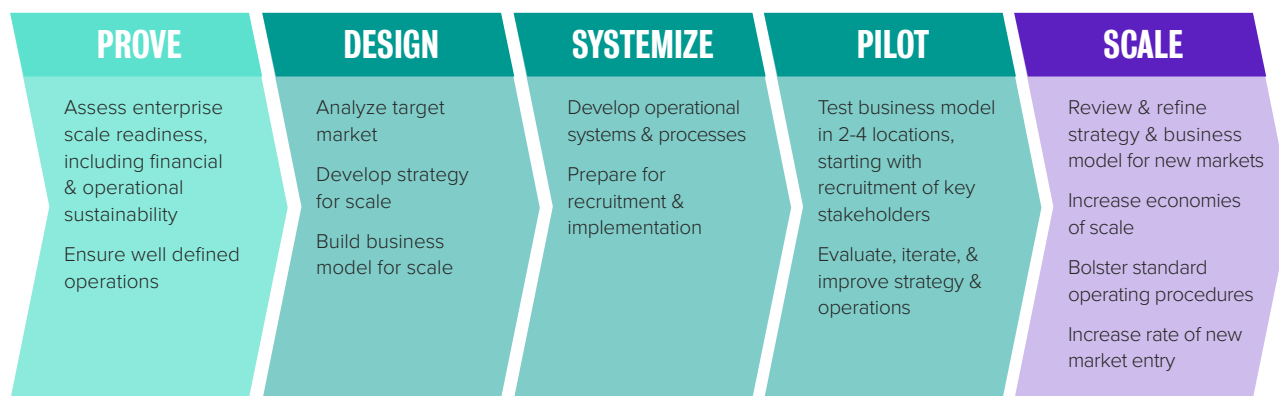 PROVE
Assess enterprise
scale readiness,
including financial
& operational
sustainability
Ensure well defined
operations
DESIGN
Analyze target
market
Develop strategy
for scale
Build business
model for scale
SYSTEMIZE
Develop operational
systems & processes
Prepare for
recruitment &
implementation
PILOT
Test business model
in 2-4 locations,
starting with
recruitment of key
stakeholders
Evaluate, iterate, &
improve strategy &
operations
SCALE
Review & refine
strategy & business
model for new markets
Increase economies
of scale
Bolster standard
operating procedures
Increase rate of new
market entry